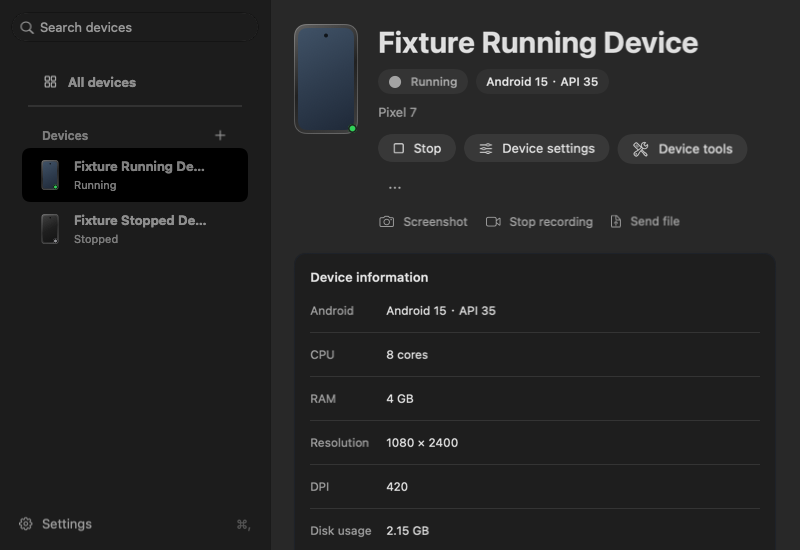 Search devices
All devices
Devices
Fixture Running De...
Running
Fixture Stopped De...
Stopped
Settings
⌘,
Fixture Running Device
Running
Android 15 · API 35
Pixel 7
Stop
Device settings
Device tools
...
Screenshot
Stop recording
Send file
Device information
Android Android 15 · API 35
CPU 8 cores
RAM 4 GB
Resolution 1080 × 2400
DPI 420
Disk usage 2.15 GB